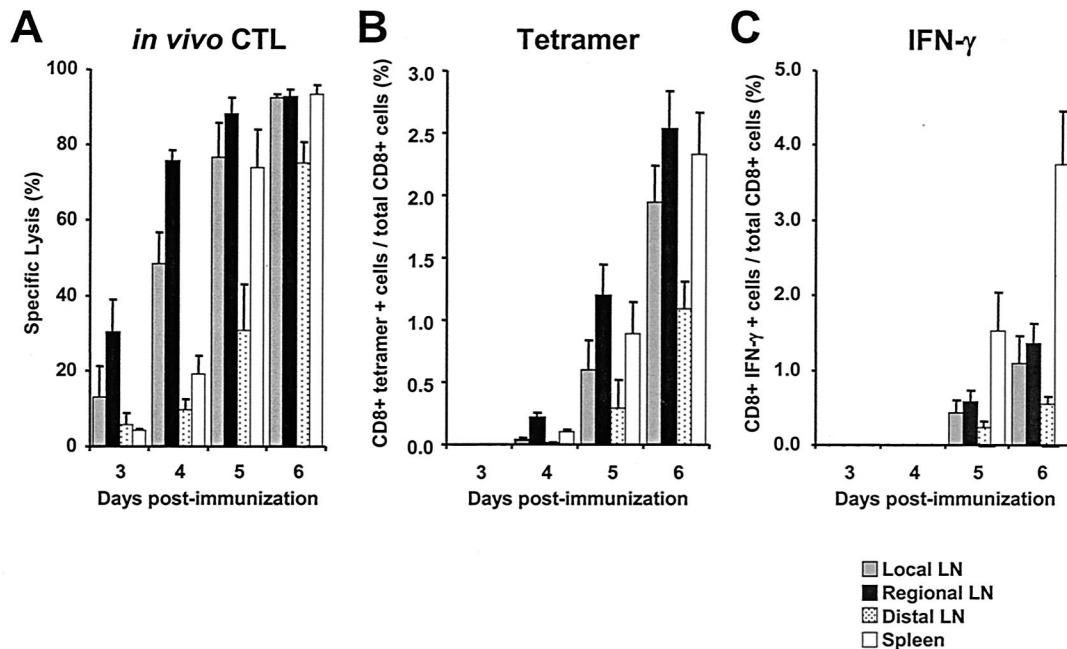 A
in vivo CTL
Specific Lysis (%)
100
80
60
40
20
0
3 4 5 6
Days post-immunization
B
Tetramer
CD8+ tetramer + cells / total CD8+ cells (%)
3.0
2.5
2.0
1.5
1.0
0.5
0.0
3 4 5 6
Days post-immunization
C
IFN-γ
CD8+ IFN-γ + cells / total CD8+ cells (%)
5.0
4.0
3.0
2.0
1.0
0.0
3 4 5 6
Days post-immunization
Local LN
Regional LN
Distal LN
Spleen